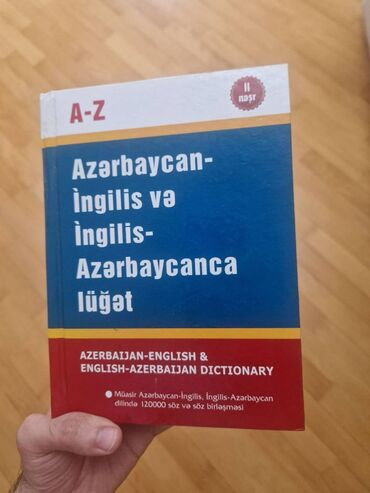 A-Z
II
nəşr
Azərbaycan-
İngilis və
İngilis-
Azərbaycanca
lüğət
AZERBAIJAN-ENGLISH &
ENGLISH-AZERBAIJAN DICTIONARY
● Müasir Azərbaycan-İngilis, İngilis-Azərbaycan
dilində 120000 söz və söz birləşməsi